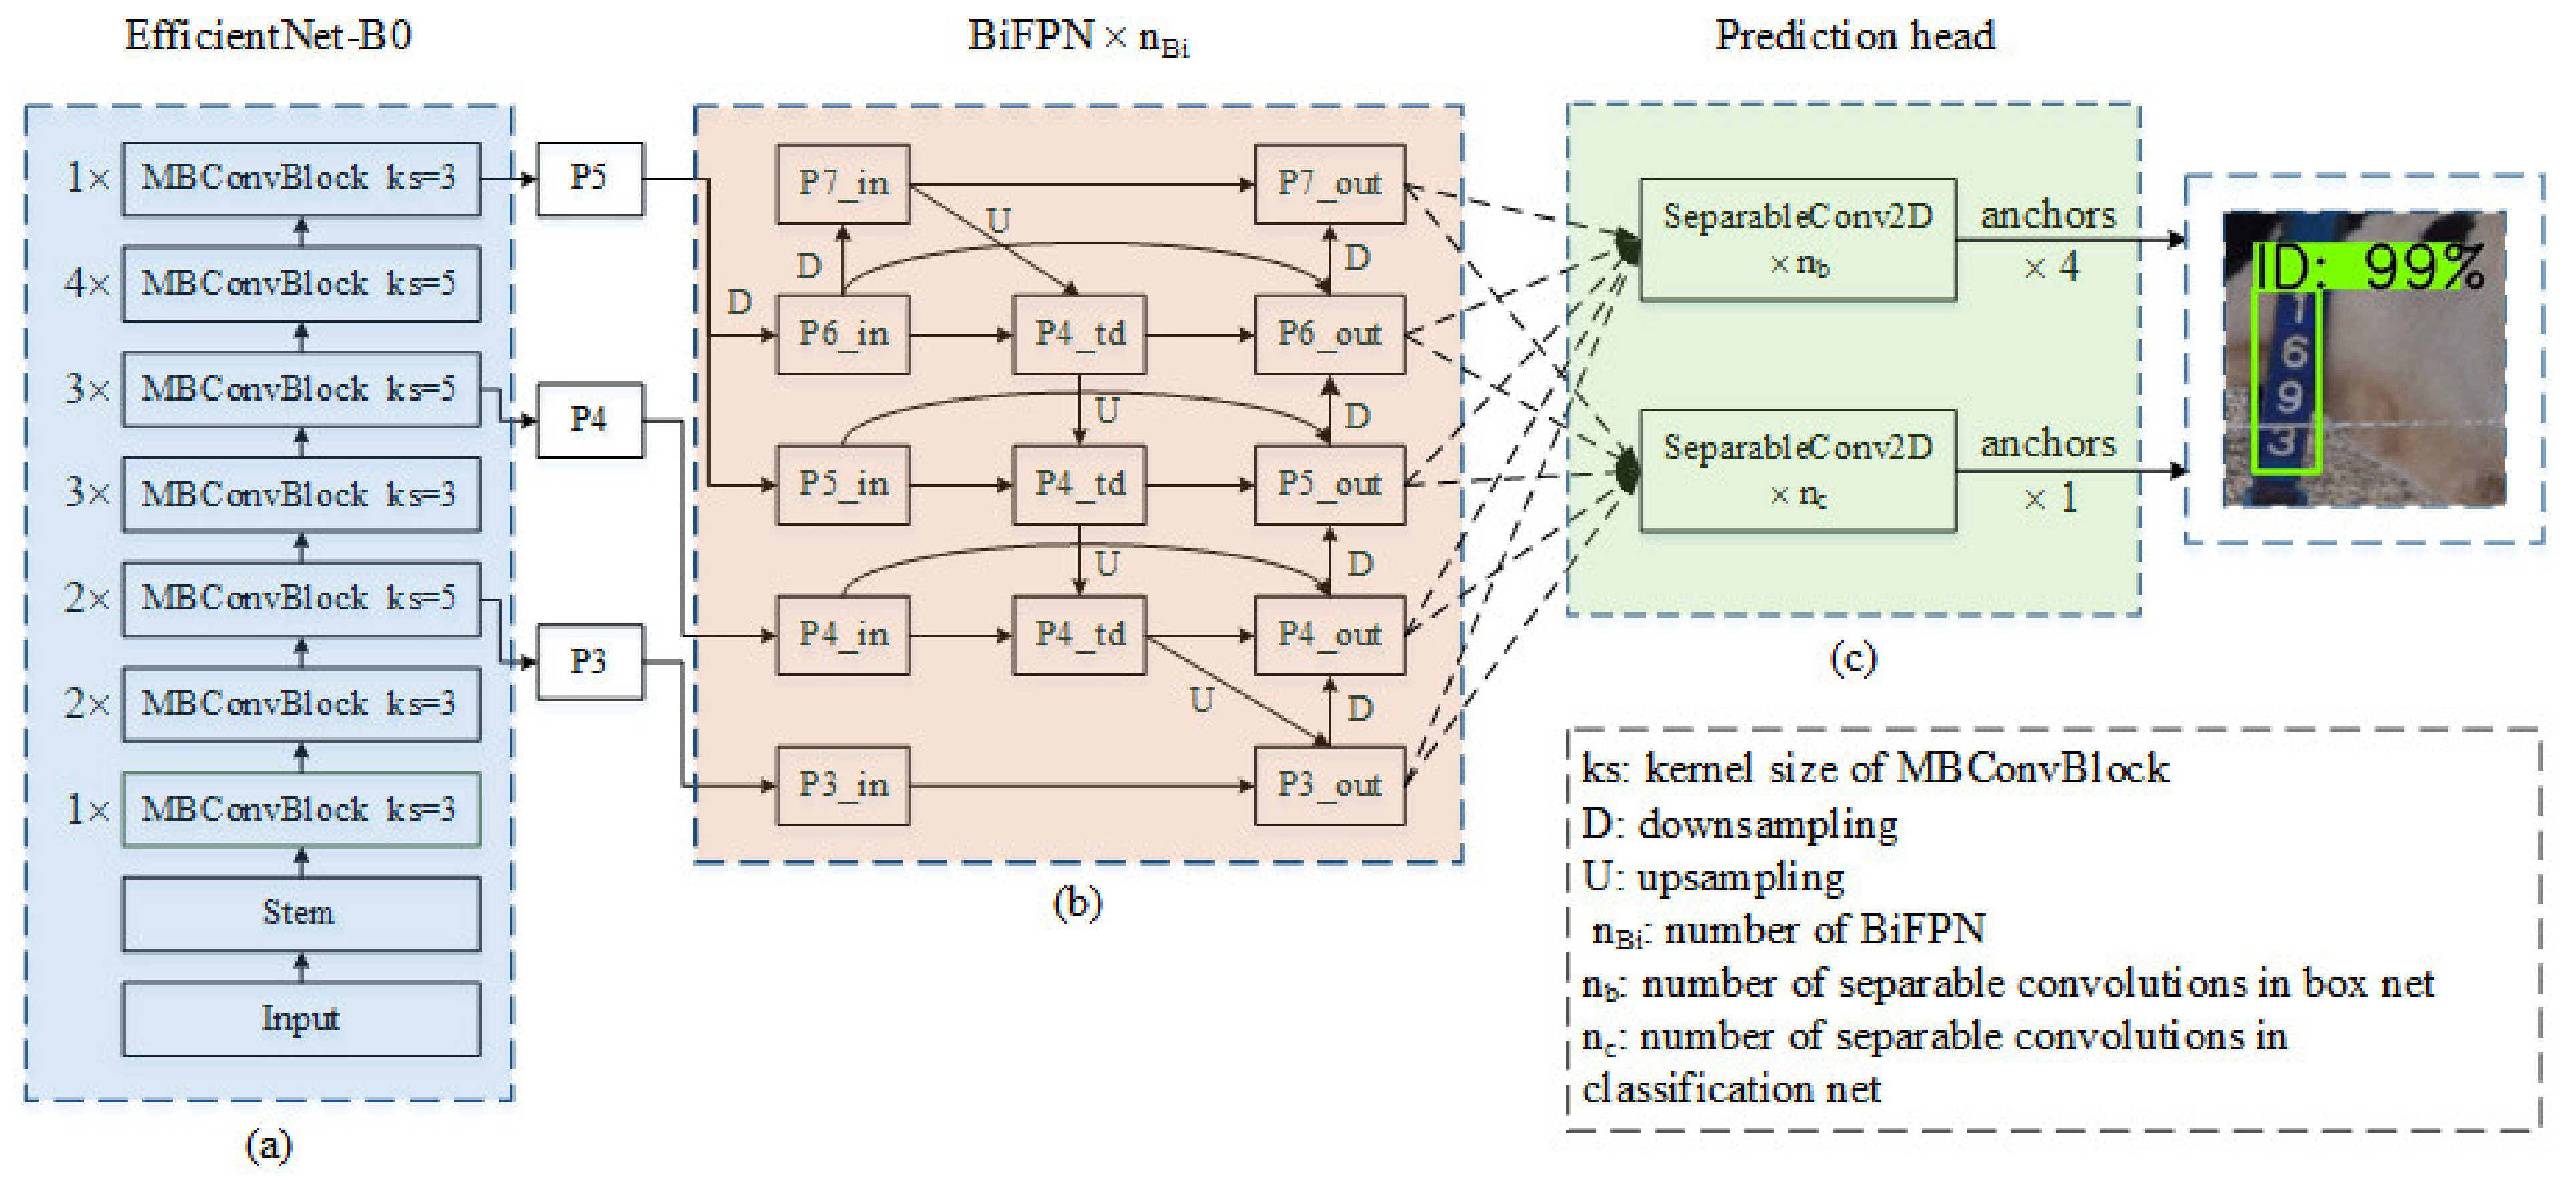 EfficientNet-B0
BiFPN × nBi
Prediction head
1× MBConvBlock ks=3
4× MBConvBlock ks=5
3× MBConvBlock ks=5
3× MBConvBlock ks=3
2× MBConvBlock ks=5
2× MBConvBlock ks=3
1× MBConvBlock ks=3
Stem
Input
(a)
P5
P4
P3
P7_in
P7_out
U
D
D
D
P6_in
P4_td
P6_out
U
D
P5_in
P4_td
P5_out
U
D
P4_in
P4_td
P4_out
U
D
P3_in
P3_out
(b)
SeparableConv2D
× nb
anchors
× 4
SeparableConv2D
× nc
anchors
× 1
(c)
ID: 99%
1
6
9
3
ks: kernel size of MBConvBlock
D: downsampling
U: upsampling
nBi: number of BiFPN
nb: number of separable convolutions in box net
nc: number of separable convolutions in
classification net